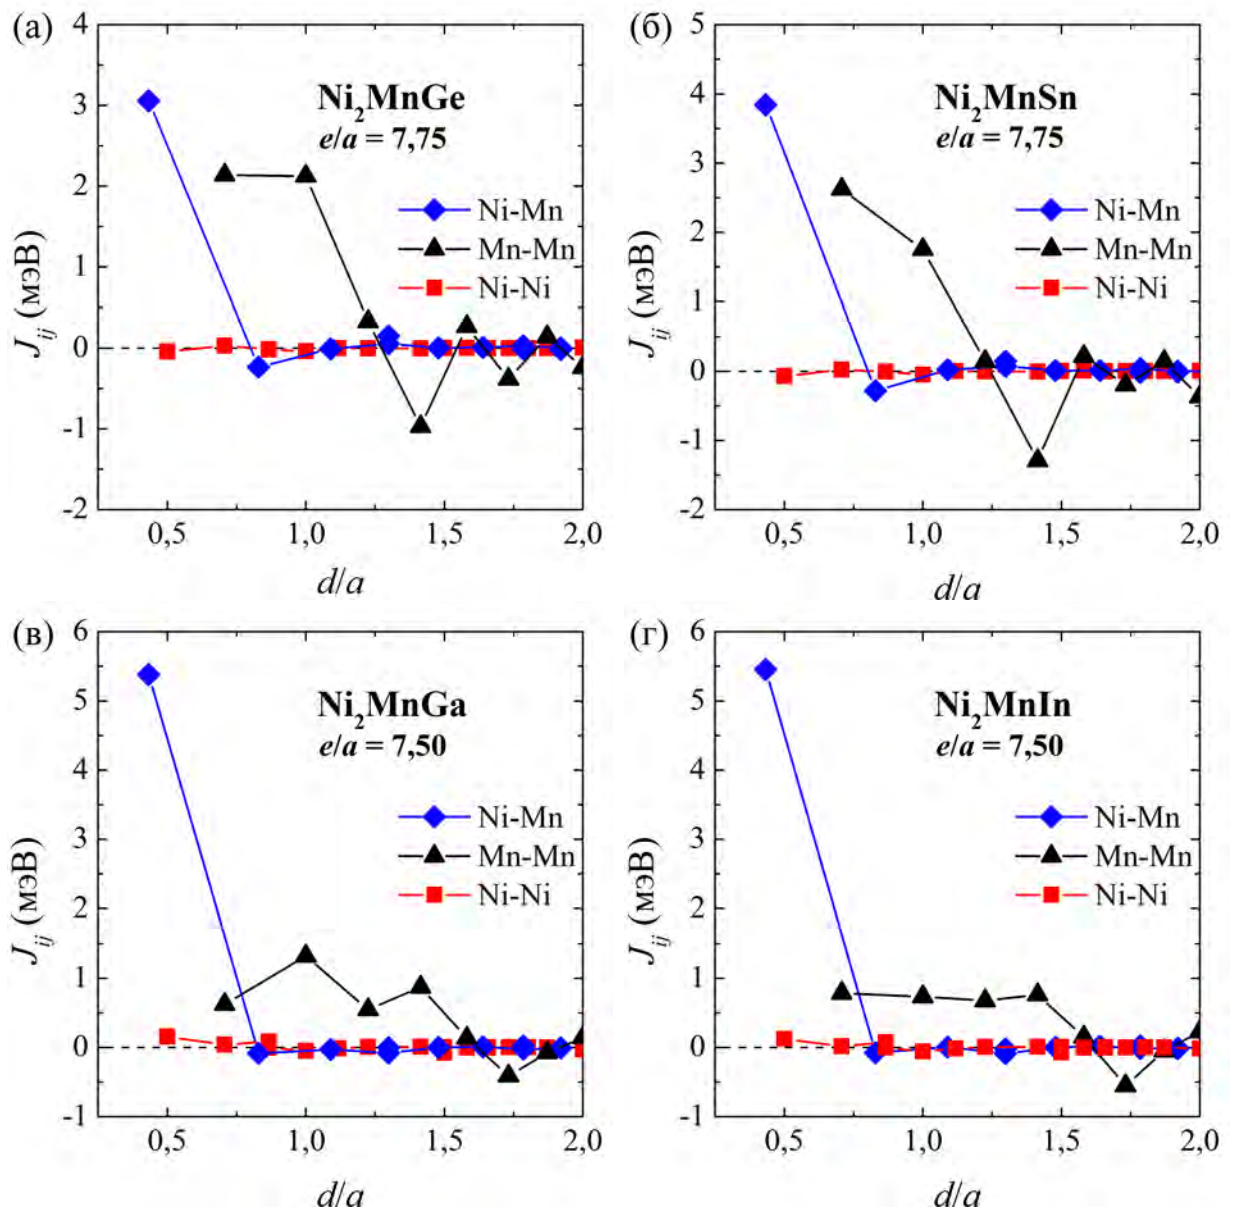 (а)
Ni₂MnGe
e/a = 7,75
Ni-Mn
Mn-Mn
Ni-Ni
J_ij (мэВ)
4
3
2
1
0
-1
-2
0,5 1,0 1,5 2,0
d/a
(б)
Ni₂MnSn
e/a = 7,75
Ni-Mn
Mn-Mn
Ni-Ni
J_ij (мэВ)
5
4
3
2
1
0
-1
-2
0,5 1,0 1,5 2,0
d/a
(в)
Ni₂MnGa
e/a = 7,50
Ni-Mn
Mn-Mn
Ni-Ni
J_ij (мэВ)
6
5
4
3
2
1
0
-1
0,5 1,0 1,5 2,0
d/a
(г)
Ni₂MnIn
e/a = 7,50
Ni-Mn
Mn-Mn
Ni-Ni
J_ij (мэВ)
6
5
4
3
2
1
0
-1
0,5 1,0 1,5 2,0
d/a